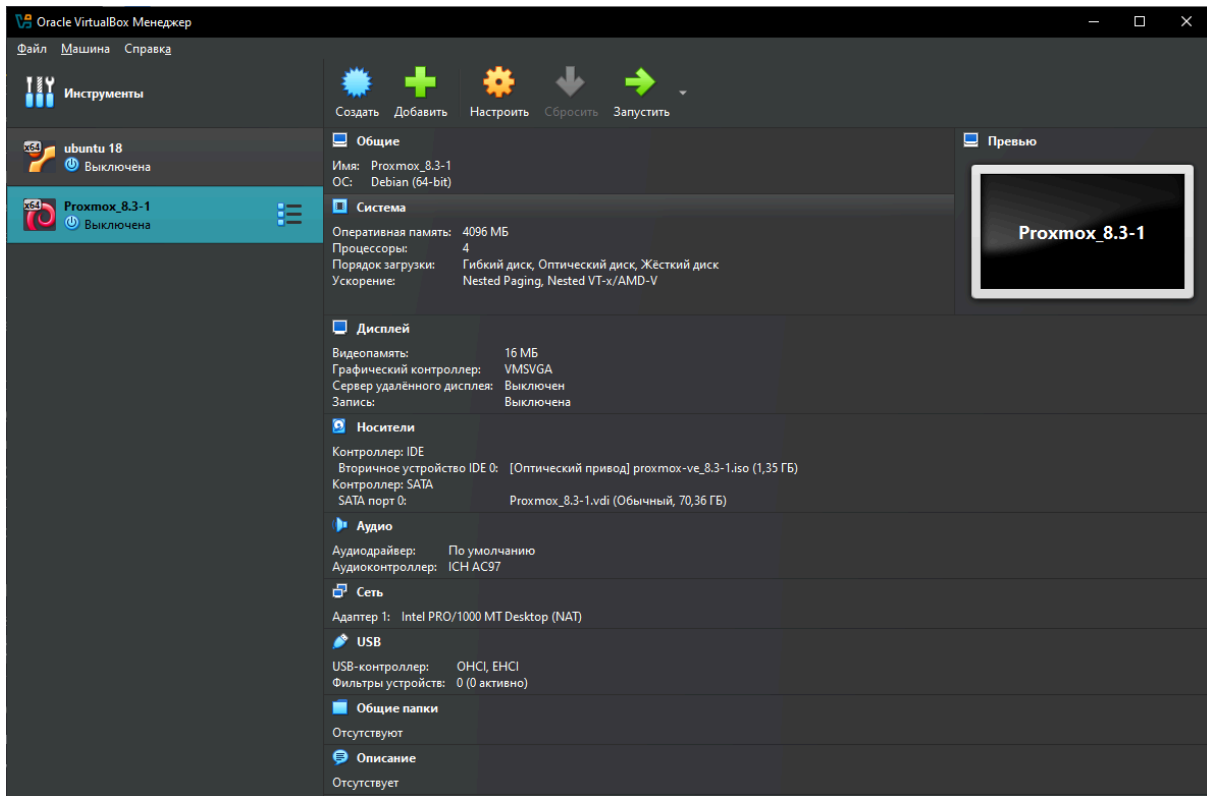 Oracle VirtualBox Менеджер
Файл Машина Справка
Инструменты
Создать Добавить Настроить Сбросить Запустить
x64
ubuntu 18
Выключена
x64
Proxmox_8.3-1
Выключена
Общие
Имя: Proxmox_8.3-1
ОС: Debian (64-bit)
Превью
Proxmox_8.3-1
Система
Оперативная память: 4096 МБ
Процессоры: 4
Порядок загрузки: Гибкий диск, Оптический диск, Жёсткий диск
Ускорение: Nested Paging, Nested VT-x/AMD-V
Дисплей
Видеопамять: 16 МБ
Графический контроллер: VMSVGA
Сервер удалённого дисплея: Выключен
Запись: Выключена
Носители
Контроллер: IDE
Вторичное устройство IDE 0: [Оптический привод] proxmox-ve_8.3-1.iso (1,35 ГБ)
Контроллер: SATA
SATA порт 0: Proxmox_8.3-1.vdi (Обычный, 70,36 ГБ)
Аудио
Аудиодрайвер: По умолчанию
Аудиоконтроллер: ICH AC97
Сеть
Адаптер 1: Intel PRO/1000 MT Desktop (NAT)
USB
USB-контроллер: OHCI, EHCI
Фильтры устройств: 0 (0 активно)
Общие папки
Отсутствуют
Описание
Отсутствует